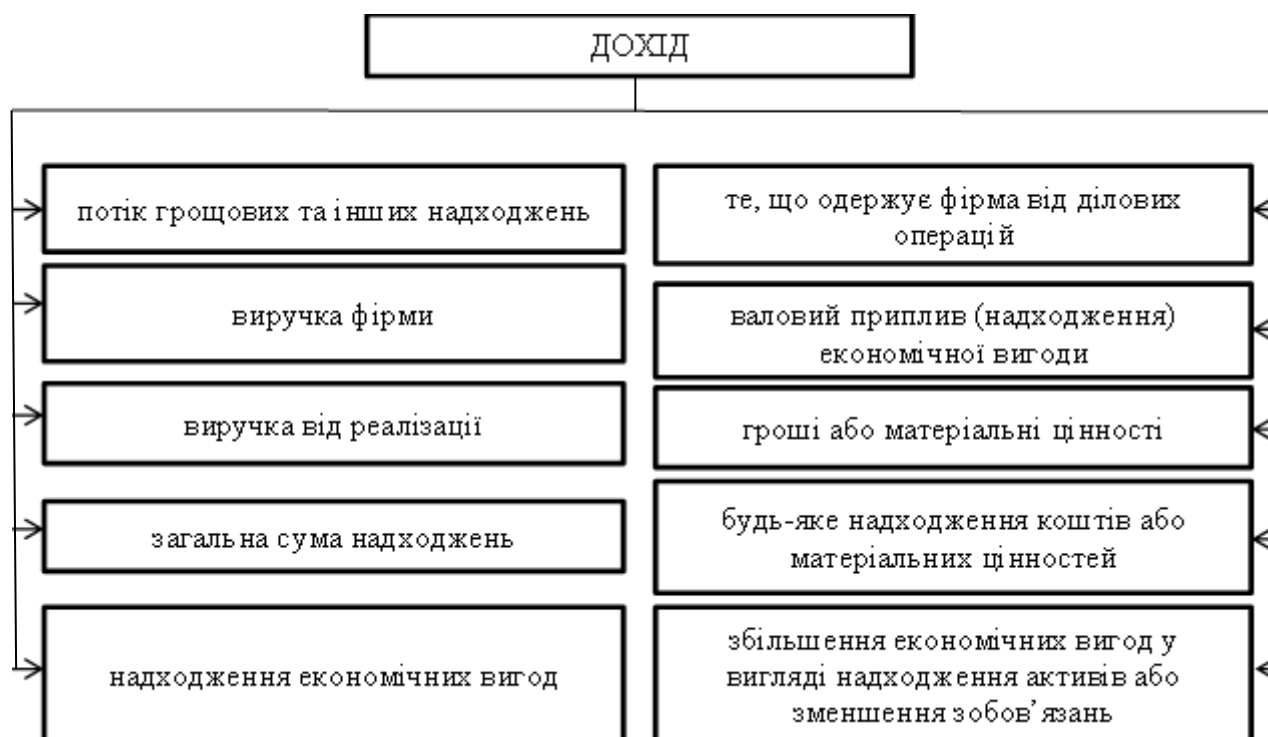 ДОХІД
потік грощових та інших надходжень
виручка фірми
виручка від реалізації
загальна сума надходжень
надходження економічних вигод
те, що одержує фірма від ділових
операцій
валовий приплив (надходження)
економічної вигоди
гроші або матеріальні цінності
будь-яке надходження коштів або
матеріальних цінностей
збільшення економічних вигод у
вигляді надходження активів або
зменшення зобов’язань